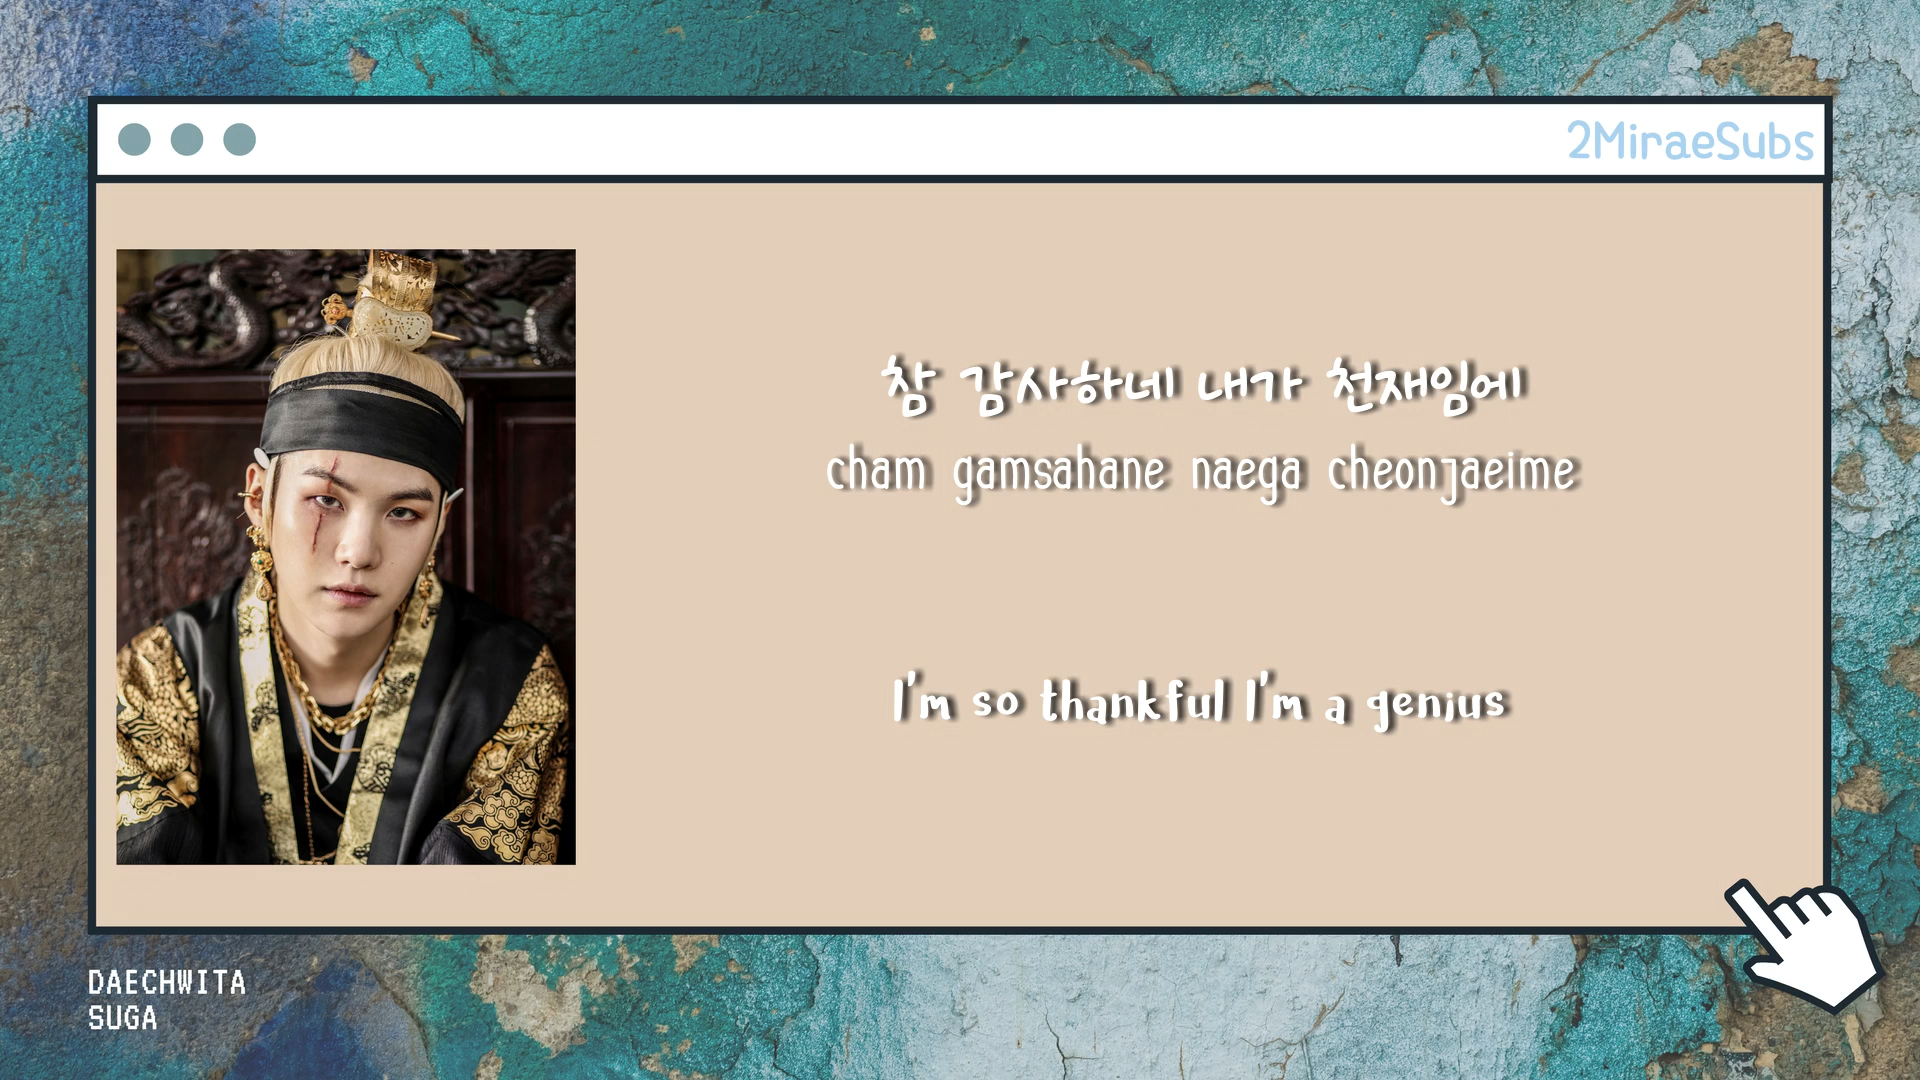 2MiraeSubs
참 감사하네 내가 천재임에
cham gamsahane naega cheonjaeime
I'm so thankful I'm a genius
DAECHWITA
SUGA